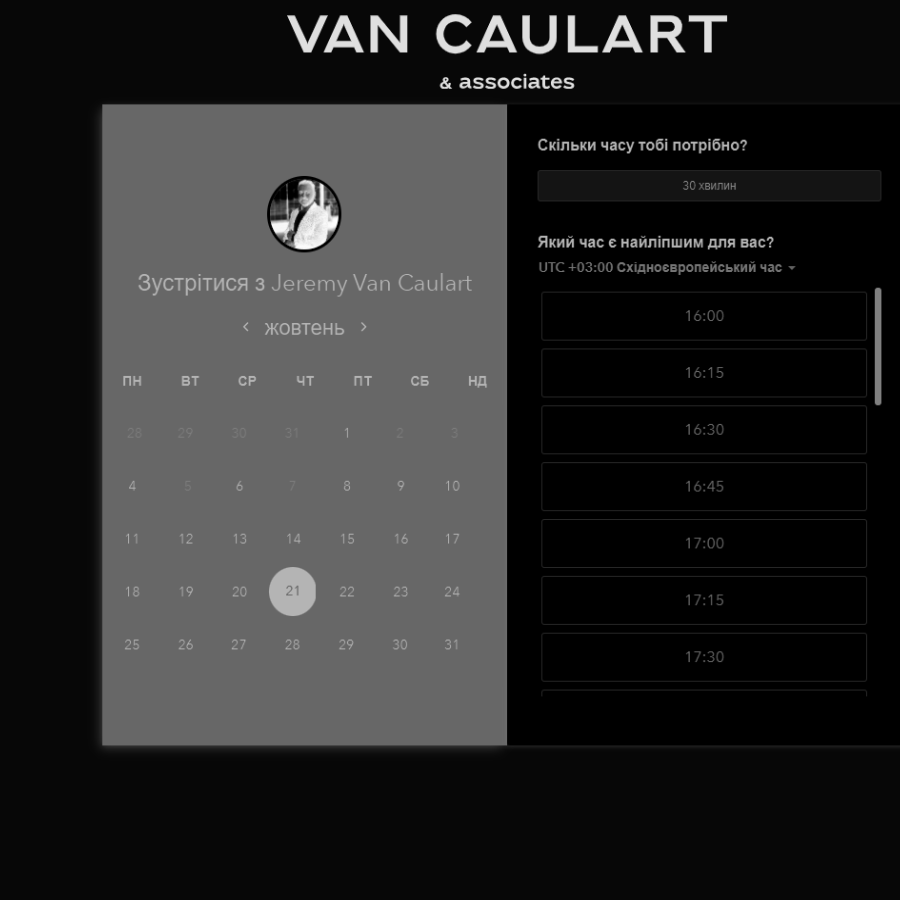 VAN CAULART
& associates
Зустрітися з Jeremy Van Caulart
жовтень
ПН ВТ СР ЧТ ПТ СБ НД
28 29 30 31 1 2 3
4 5 6 7 8 9 10
11 12 13 14 15 16 17
18 19 20 21 22 23 24
25 26 27 28 29 30 31
Скільки часу тобі потрібно?
30 хвилин
Який час є найліпшим для вас?
UTC +03:00 Східноєвропейський час
16:00
16:15
16:30
16:45
17:00
17:15
17:30